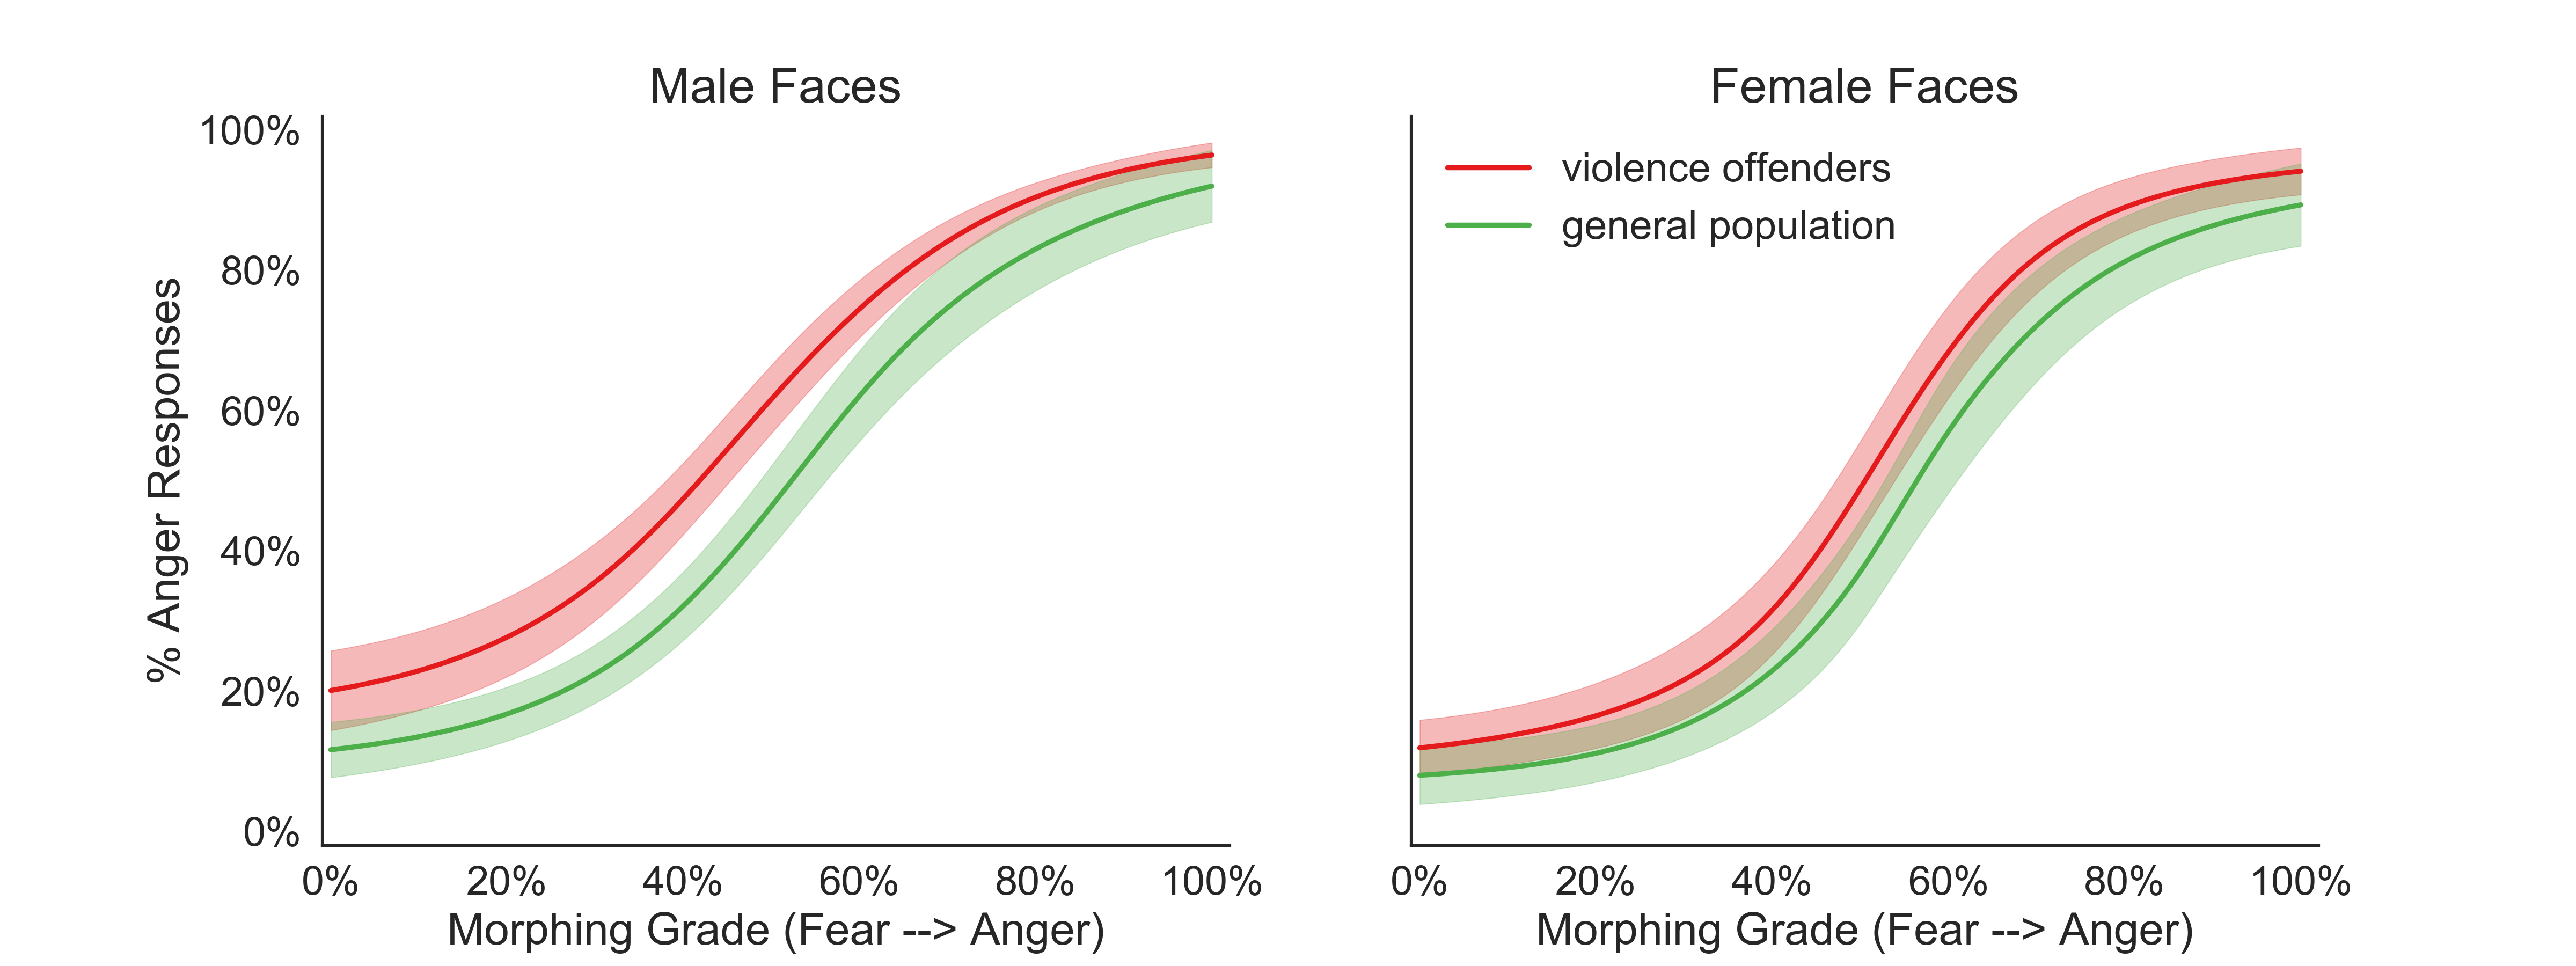 Male Faces
100%
80%
60%
40%
20%
0%
% Anger Responses
0% 20% 40% 60% 80% 100%
Morphing Grade (Fear --> Anger)
Female Faces
violence offenders
general population
0% 20% 40% 60% 80% 100%
Morphing Grade (Fear --> Anger)